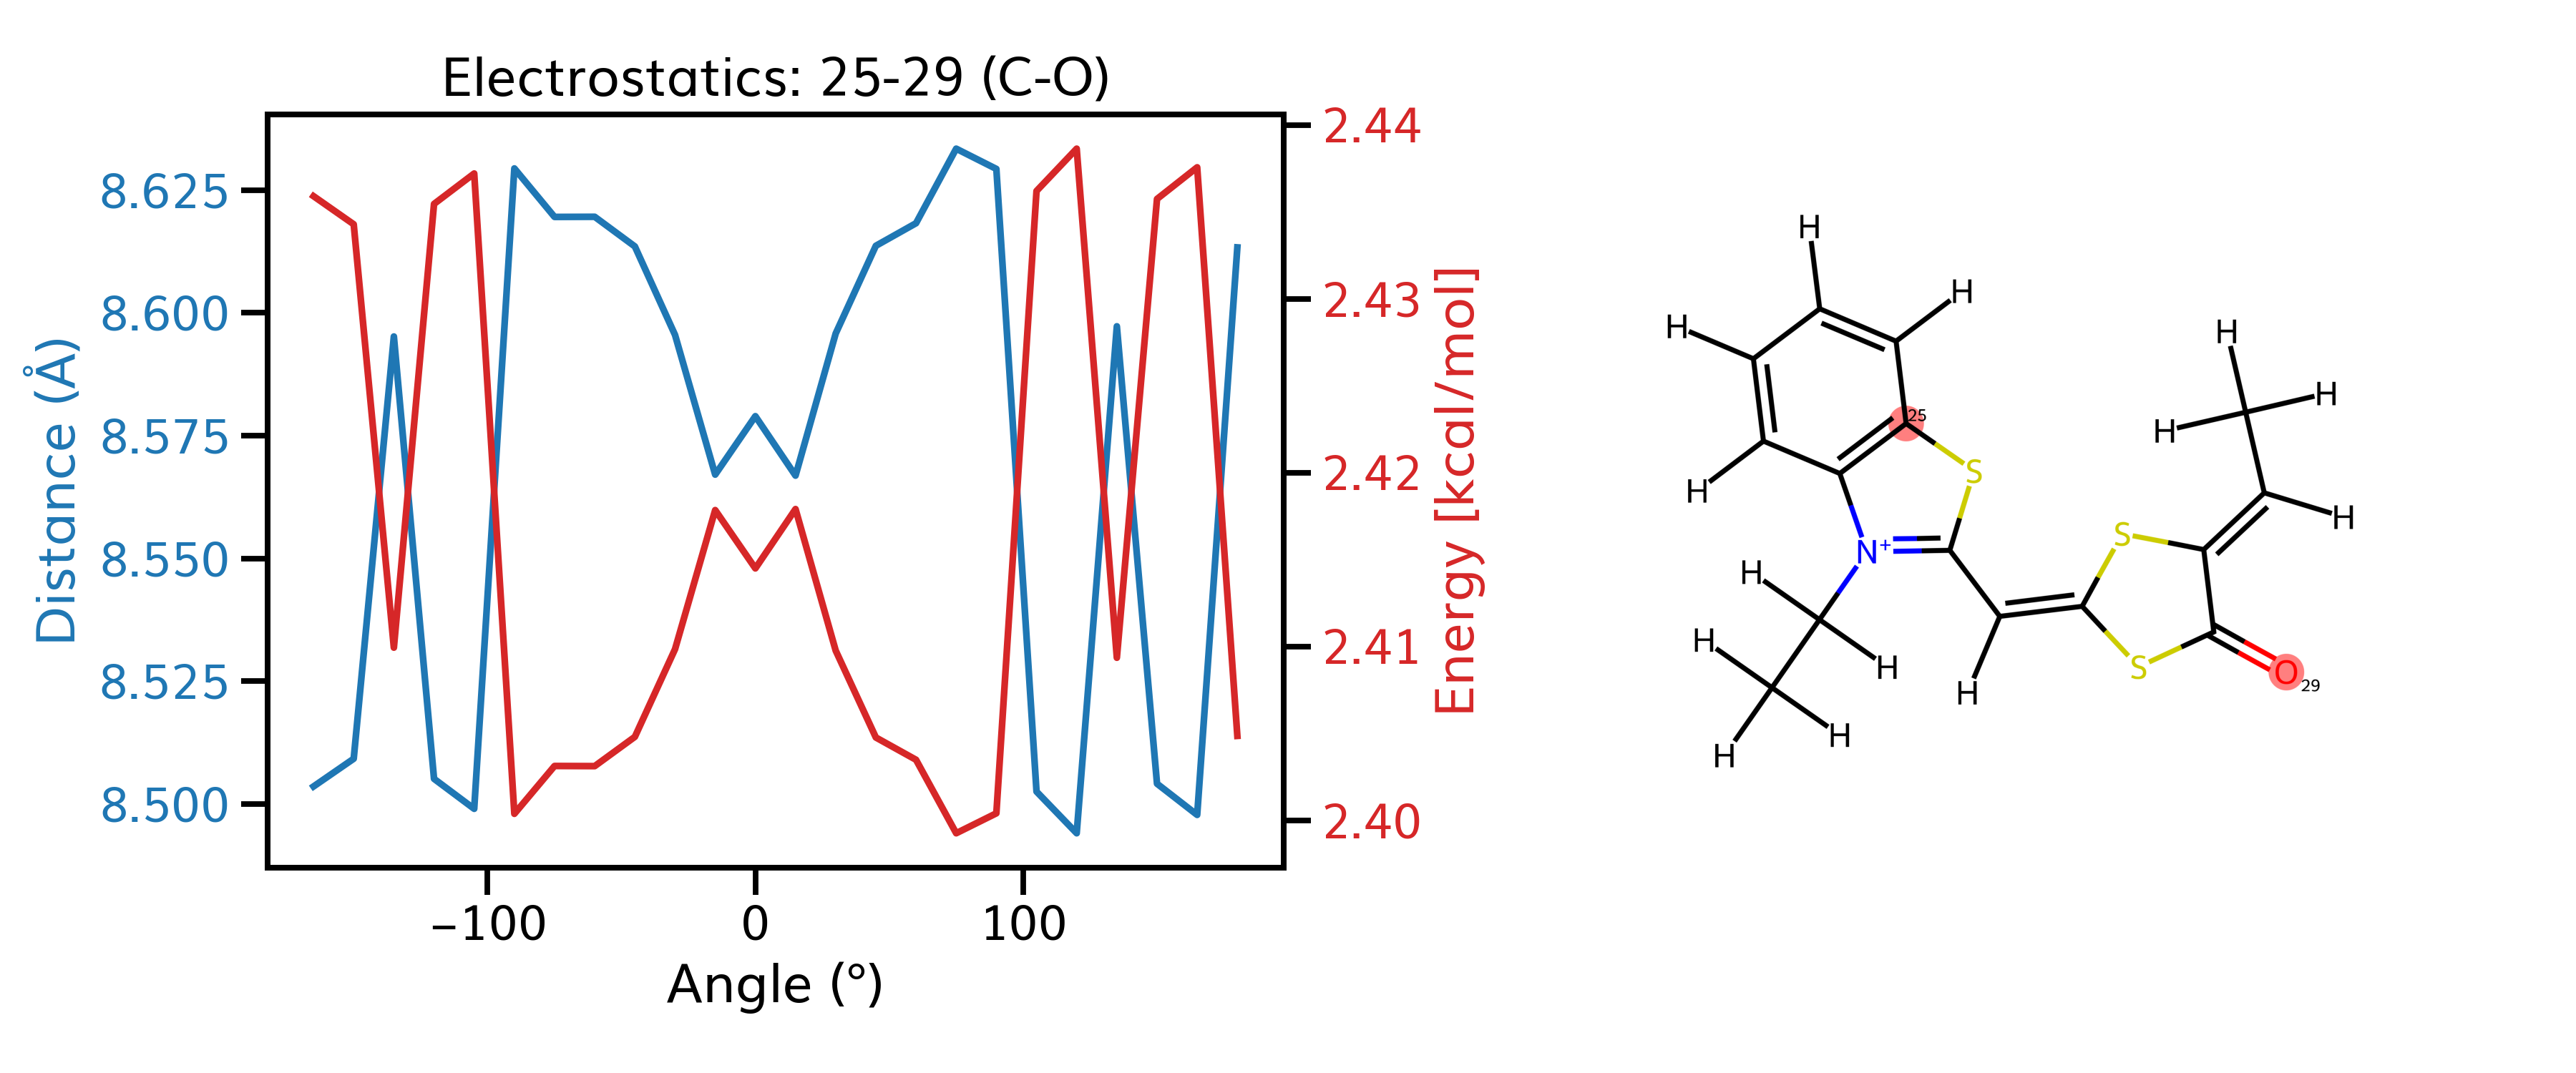 Electrostatics: 25-29 (C-O)
Distance (Å)
8.625
8.600
8.575
8.550
8.525
8.500
2.44
2.43
2.42
2.41
2.40
Energy [kcal/mol]
−100 0 100
Angle (°)
H
H
H
H
H
H
25
H
S
H
H
S
N+
H
H
H
S
O
29
H
H
H
H